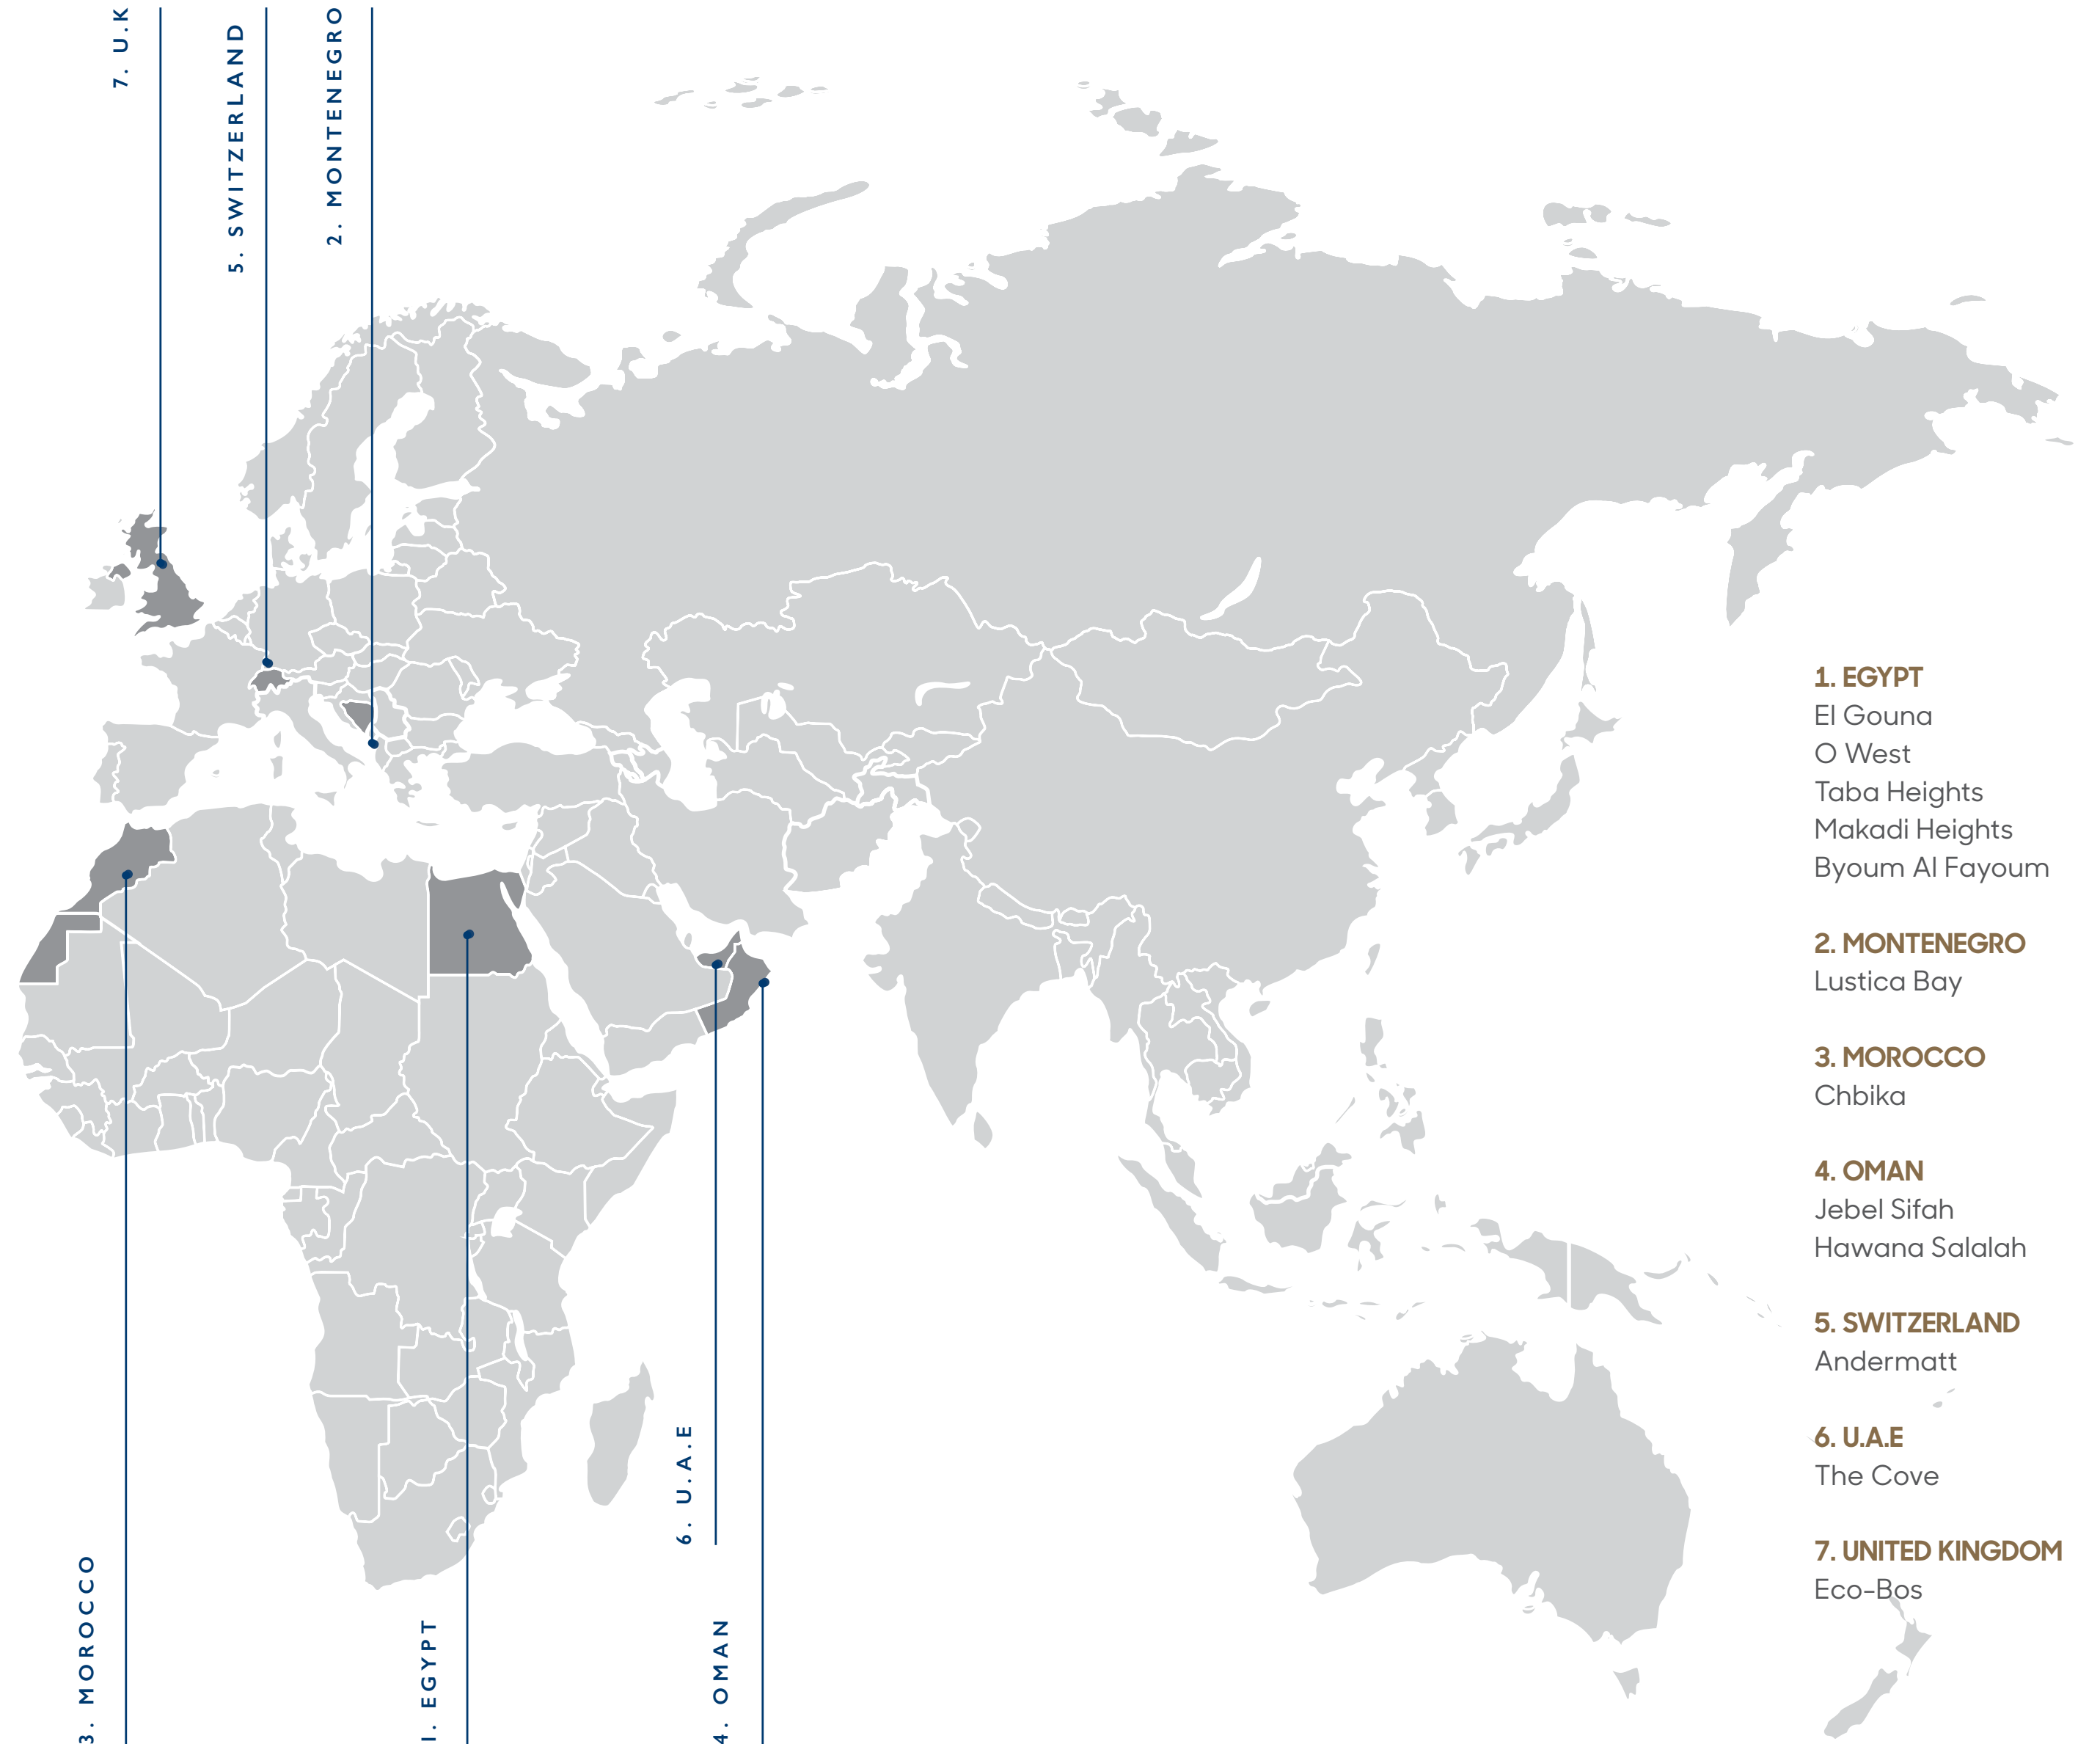 7. U.K
5. SWITZERLAND
2. MONTENEGRO
3. MOROCCO
1. EGYPT
6. U.A.E
4. OMAN
1. EGYPT
El Gouna
O West
Taba Heights
Makadi Heights
Byoum Al Fayoum
2. MONTENEGRO
Lustica Bay
3. MOROCCO
Chbika
4. OMAN
Jebel Sifah
Hawana Salalah
5. SWITZERLAND
Andermatt
6. U.A.E
The Cove
7. UNITED KINGDOM
Eco-Bos